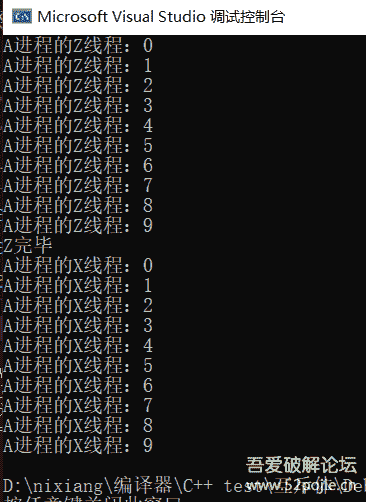 Microsoft Visual Studio 调试控制台
A进程的Z线程: 0
A进程的Z线程: 1
A进程的Z线程: 2
A进程的Z线程: 3
A进程的Z线程: 4
A进程的Z线程: 5
A进程的Z线程: 6
A进程的Z线程: 7
A进程的Z线程: 8
A进程的Z线程: 9
Z完毕
A进程的X线程: 0
A进程的X线程: 1
A进程的X线程: 2
A进程的X线程: 3
A进程的X线程: 4
A进程的X线程: 5
A进程的X线程: 6
A进程的X线程: 7
A进程的X线程: 8
A进程的X线程: 9
吾爱破解论坛
D:\nixiang\编译器\C++
www.52pojie.cn